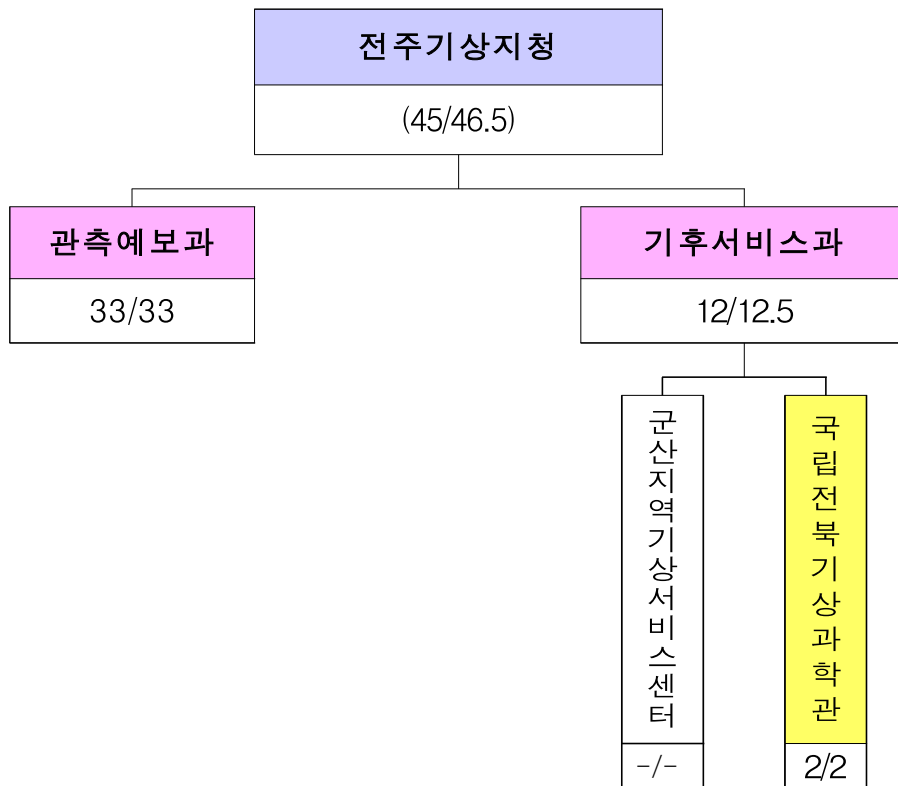 전주기상지청
(45/46.5)
관측예보과
33/33
기후서비스과
12/12.5
군산지역기상서비스센터
-/-
국립전북기상과학관
2/2